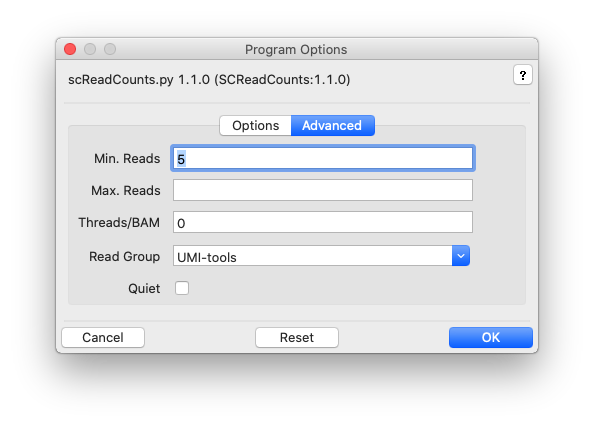 Program Options
scReadCounts.py 1.1.0 (SCReadCounts:1.1.0)
?
Options Advanced
Min. Reads 5
Max. Reads
Threads/BAM 0
Read Group UMI-tools
Quiet
Cancel Reset OK